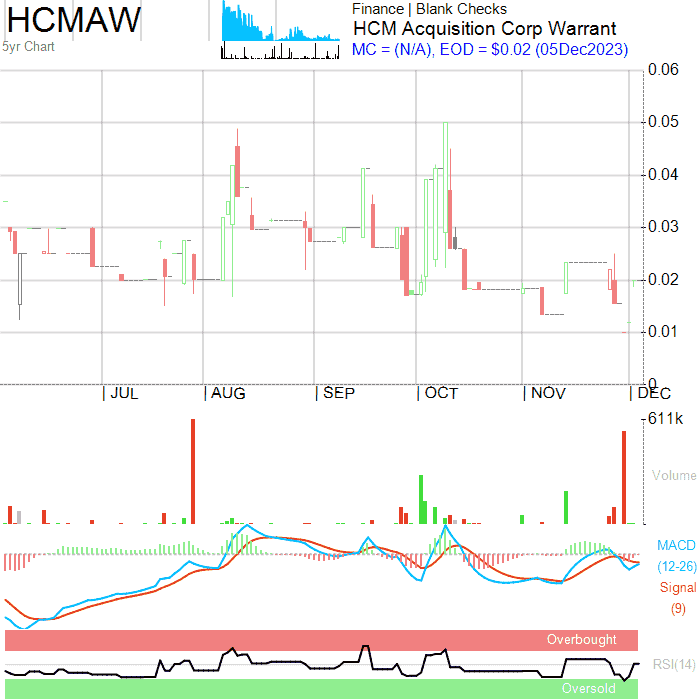 HCMAW
5yr Chart
Finance | Blank Checks
HCM Acquisition Corp Warrant
MC = (N/A), EOD = $0.02 (05Dec2023)
0.06
0.05
0.04
0.03
0.02
0.01
0
| JUL | AUG | SEP | OCT | NOV | DEC
611k
Volume
MACD
(12-26)
Signal
(9)
Overbought
RSI(14)
Oversold